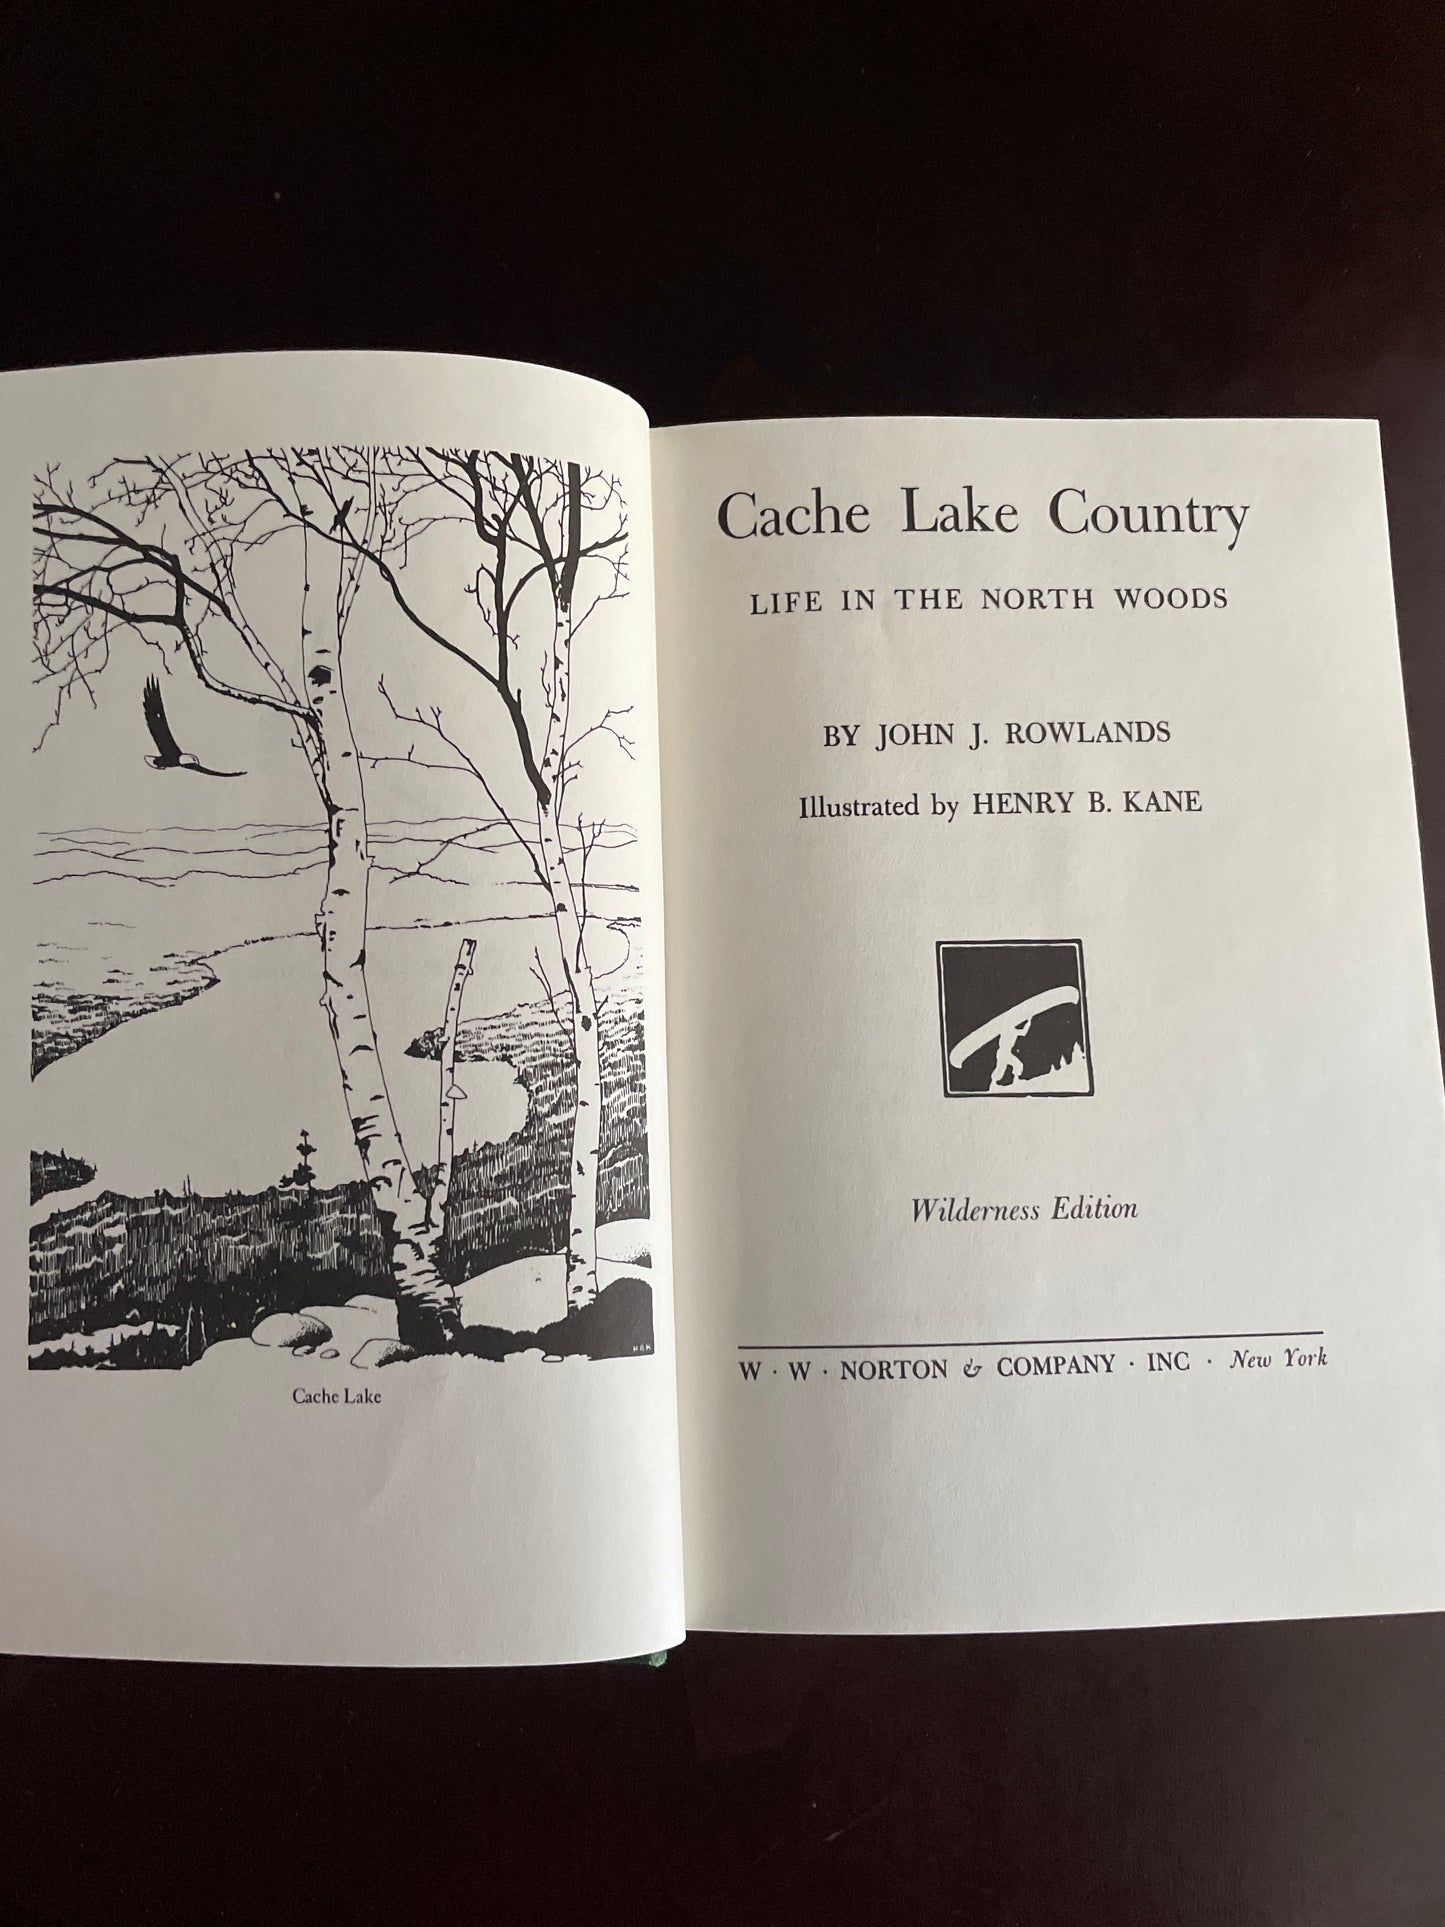 HBK
Cache Lake
Cache Lake Country
LIFE IN THE NORTH WOODS
BY JOHN J. ROWLANDS
Illustrated by HENRY B. KANE
Wilderness Edition
W · W · NORTON & COMPANY · INC · New York